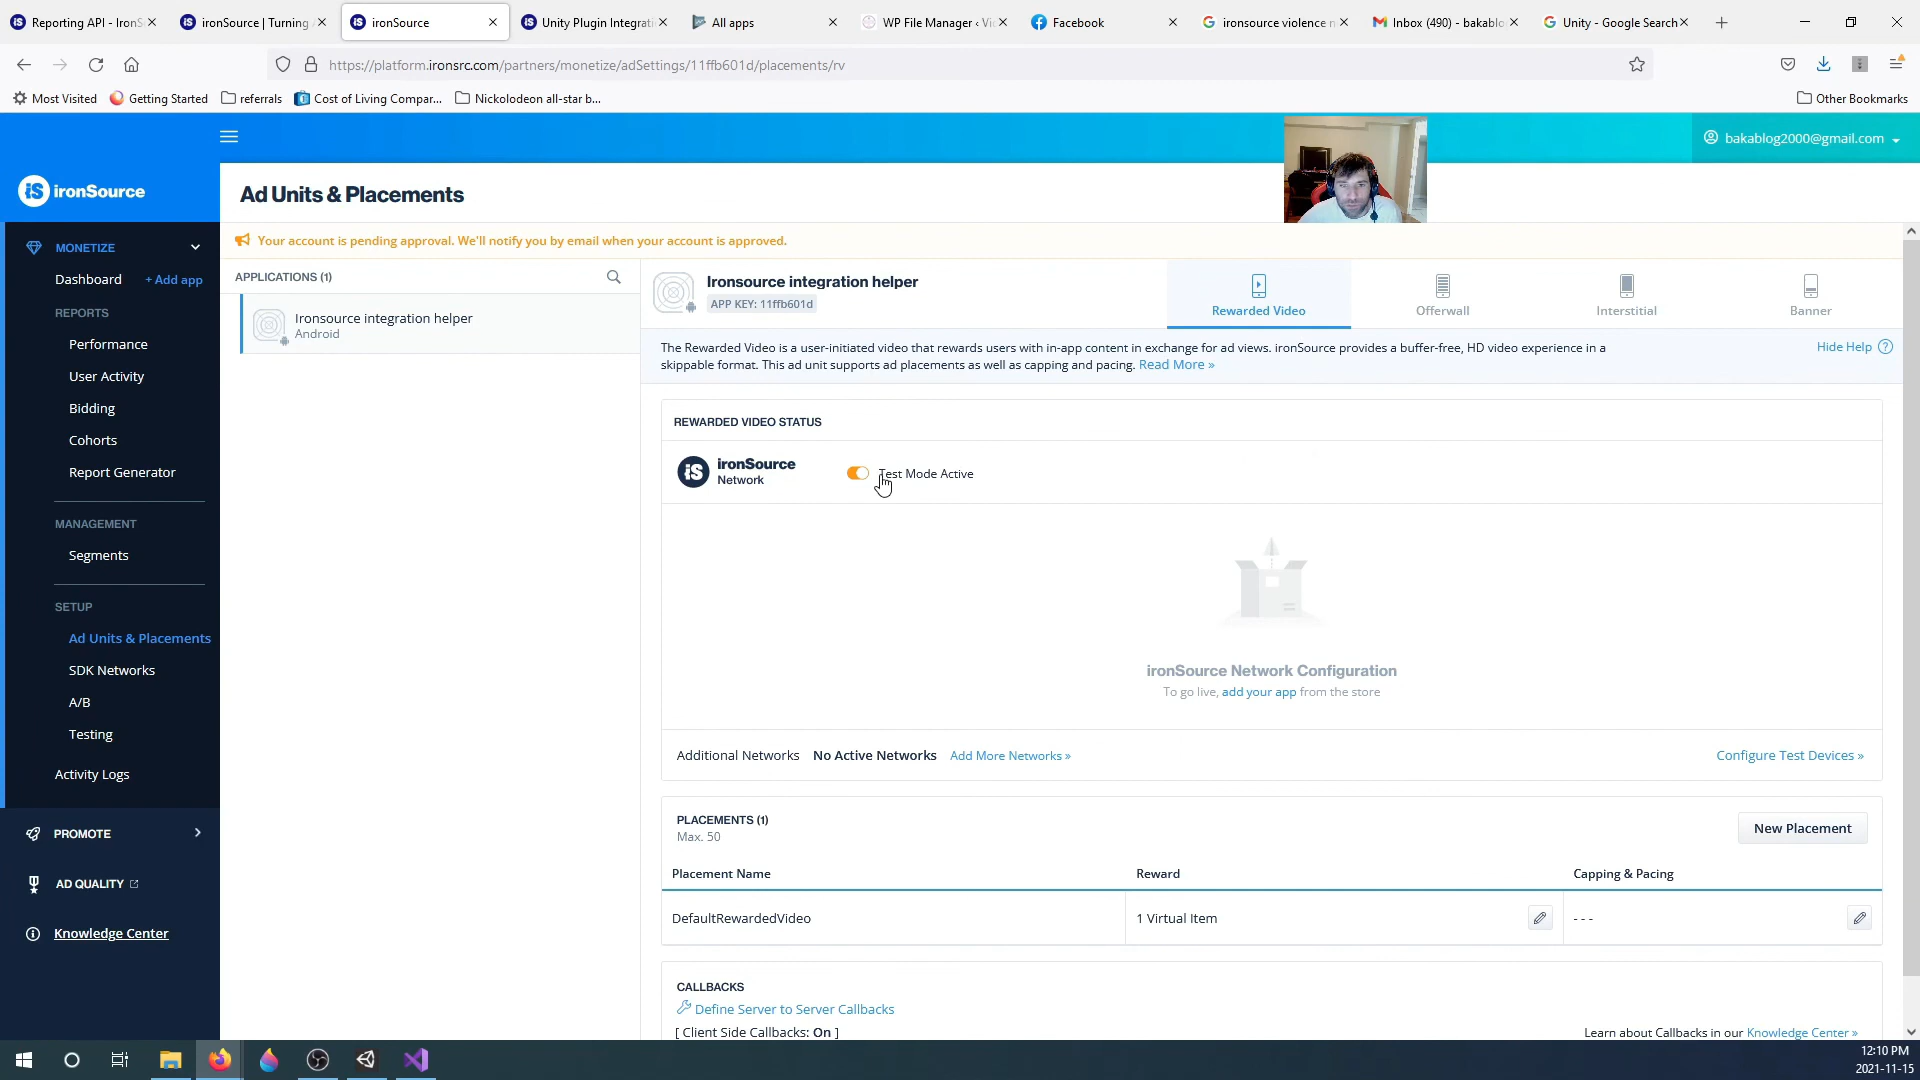 Reporting API - IronS
ironSource | Turning
ironSource
Unity Plugin Integrati
All apps
WP File Manager ‹ Vi
Facebook
ironsource violence n
Inbox (490) - bakablo
Unity - Google Search
https://platform.ironsrc.com/partners/monetize/adSettings/11ffb601d/placements/rv
Most Visited
Getting Started
referrals
Cost of Living Compar...
Nickolodeon all-star b...
Other Bookmarks
bakablog2000@gmail.com
iS ironSource
Ad Units & Placements
Your account is pending approval. We'll notify you by email when your account is approved.
MONETIZE
Dashboard
+ Add app
REPORTS
Performance
User Activity
Bidding
Cohorts
Report Generator
MANAGEMENT
Segments
SETUP
Ad Units & Placements
SDK Networks
A/B
Testing
Activity Logs
PROMOTE
AD QUALITY
Knowledge Center
APPLICATIONS (1)
Ironsource integration helper
Android
Ironsource integration helper
APP KEY: 11ffb601d
Rewarded Video
Offerwall
Interstitial
Banner
The Rewarded Video is a user-initiated video that rewards users with in-app content in exchange for ad views. ironSource provides a buffer-free, HD video experience in a
skippable format. This ad unit supports ad placements as well as capping and pacing. Read More »
Hide Help ?
REWARDED VIDEO STATUS
iS ironSource
Network
Test Mode Active
ironSource Network Configuration
To go live, add your app from the store
Additional Networks No Active Networks Add More Networks »
Configure Test Devices »
PLACEMENTS (1)
Max. 50
New Placement
Placement Name
Reward
Capping & Pacing
DefaultRewardedVideo
1 Virtual Item
- - -
CALLBACKS
Define Server to Server Callbacks
[ Client Side Callbacks: On ]
Learn about Callbacks in our Knowledge Center »
12:10 PM
2021-11-15